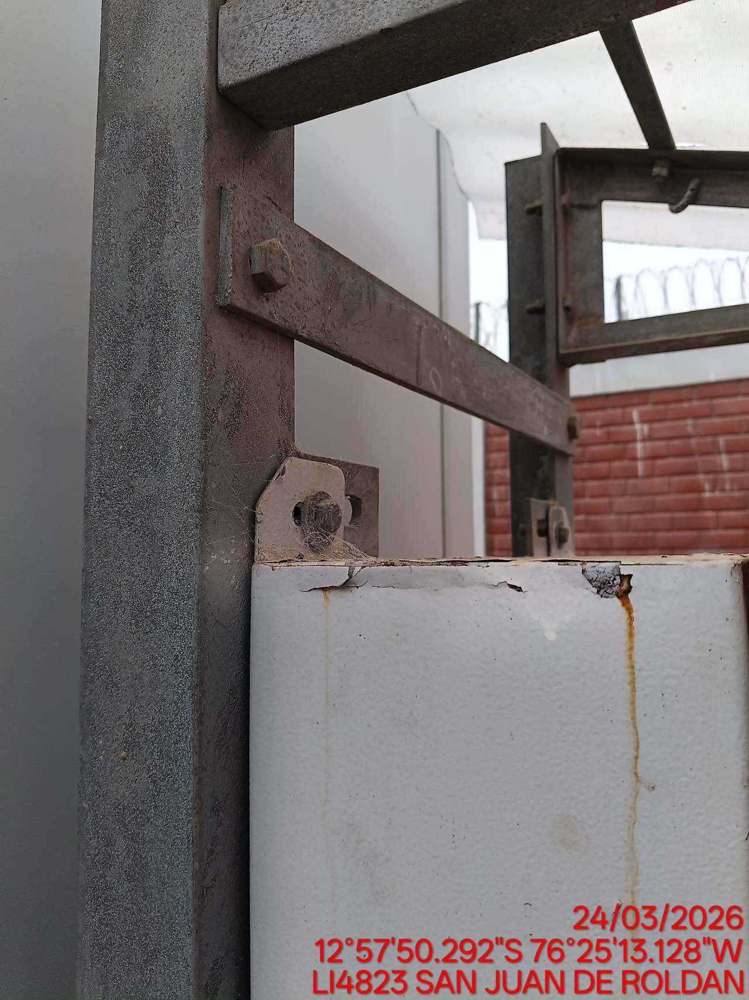 24/03/2026
12°57'50.292"S 76°25'13.128"W
LI4823 SAN JUAN DE ROLDAN